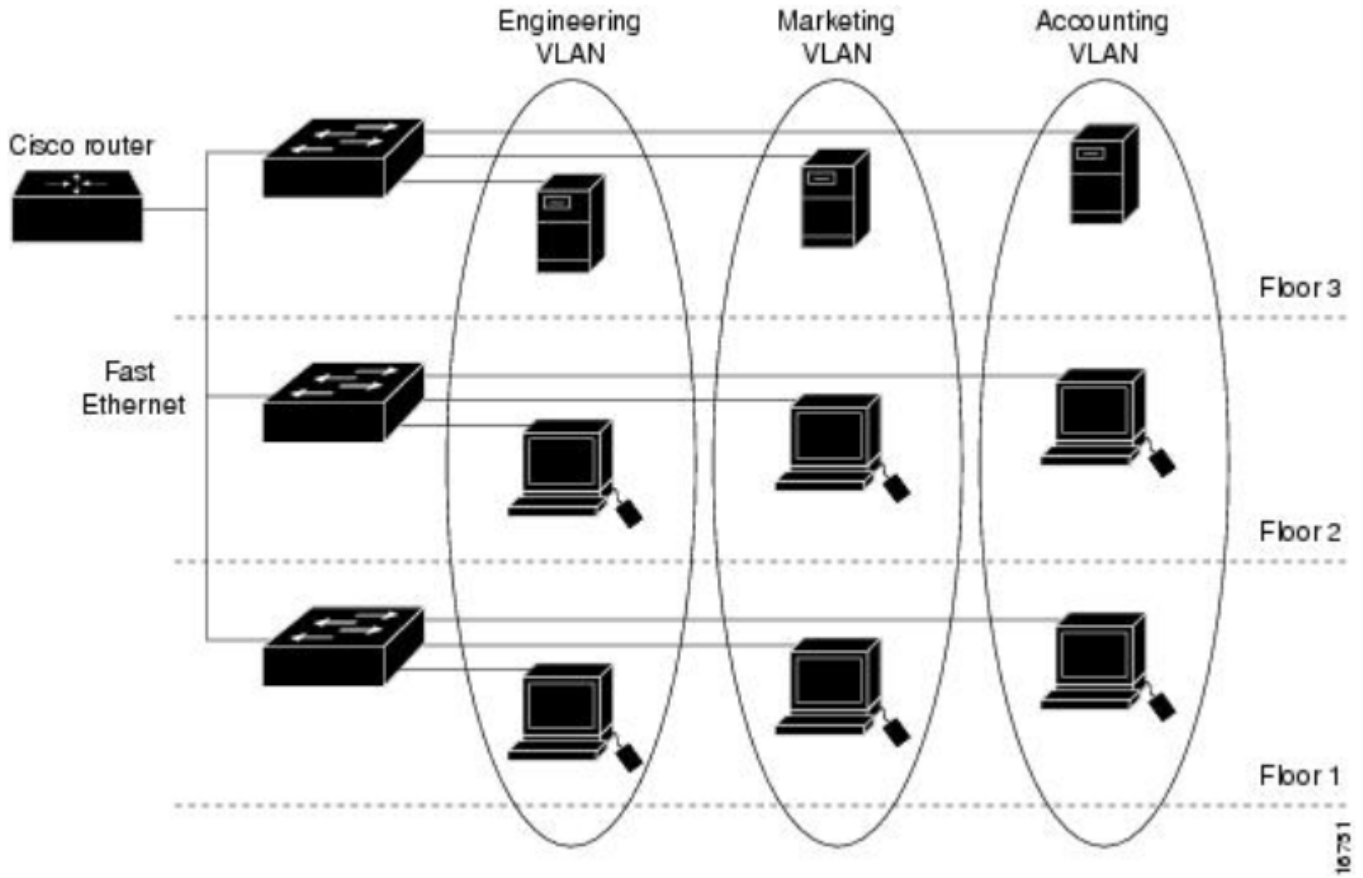 Engineering
VLAN
Marketing
VLAN
Accounting
VLAN
Cisco router
Floor 3
Fast
Ethernet
Floor 2
Floor 1
16751